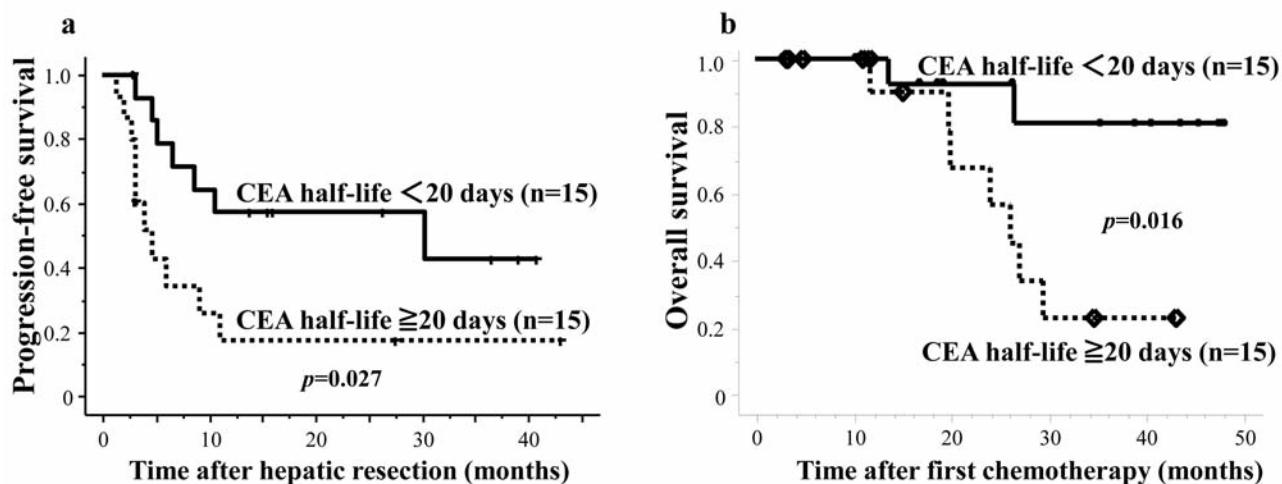 a
Progression-free survival
1.0
0.8
0.6
0.4
0.2
0
CEA half-life <20 days (n=15)
CEA half-life ≧20 days (n=15)
p=0.027
0 10 20 30 40
Time after hepatic resection (months)
b
Overall survival
1.0
0.8
0.6
0.4
0.2
0
CEA half-life <20 days (n=15)
p=0.016
CEA half-life ≧20 days (n=15)
0 10 20 30 40 50
Time after first chemotherapy (months)